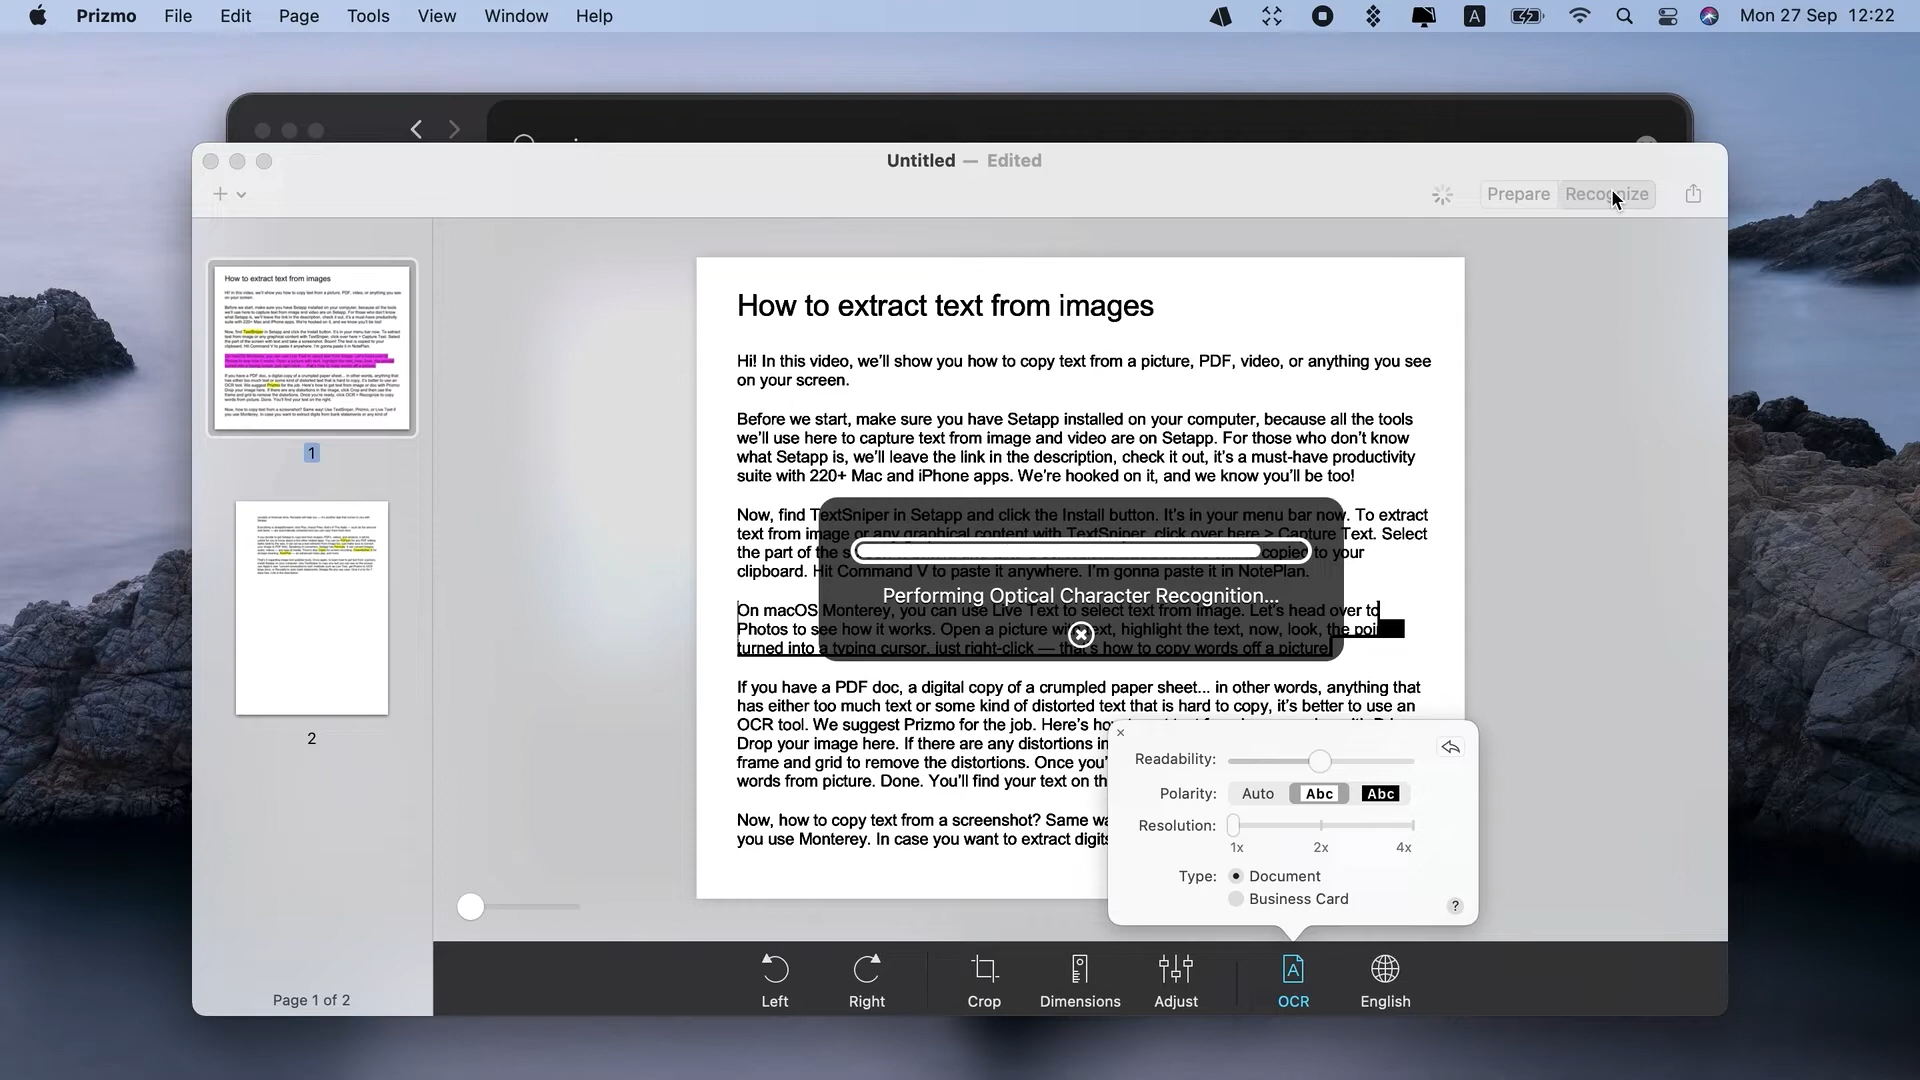 Prizmo File Edit Page Tools View Window Help
A
Mon 27 Sep 12:22
Untitled — Edited
Prepare Recognize
How to extract text from images
Hi! In this video, we'll show you how to copy text from a picture, PDF, video, or anything you see
on your screen.
Before we start, make sure you have Setapp installed on your computer, because all the tools
we'll use here to capture text from image and video are on Setapp. For those who don't know
what Setapp is, we'll leave the link in the description, check it out, it's a must-have productivity
suite with 220+ Mac and iPhone apps. We're hooked on it, and we know you'll be too!
Now, find TextSniper in Setapp and click the Install button. It's in your menu bar now. To extract
text from image or any graphical content with TextSniper, click over here > Capture Text. Select
the part of the copied to your
clipboard. Hit Command V to paste it anywhere. I'm gonna paste it in NotePlan.
Performing Optical Character Recognition...
On macOS Monterey, you can use Live Text to select text from image. Let's head over to
Photos to see how it works. Open a picture text, highlight the text, now, look, the
turned into a typing cursor, just right-click — that's how to copy words off a picture
If you have a PDF doc, a digital copy of a crumpled paper sheet... in other words, anything that
has either too much text or some kind of distorted text that is hard to copy, it's better to use an
OCR tool. We suggest Prizmo for the job. Here's
Drop your image here. If there are any distortions
frame and grid to remove the distortions. Once
words from picture. Done. You'll find your text on
Now, how to copy text from a screenshot? Same
you use Monterey. In case you want to extract
Readability:
Polarity: Auto Abc Abc
Resolution:
1x 2x 4x
Type: Document
Business Card
?
How to extract text from images
1
2
Page 1 of 2
Left Right Crop Dimensions Adjust OCR English